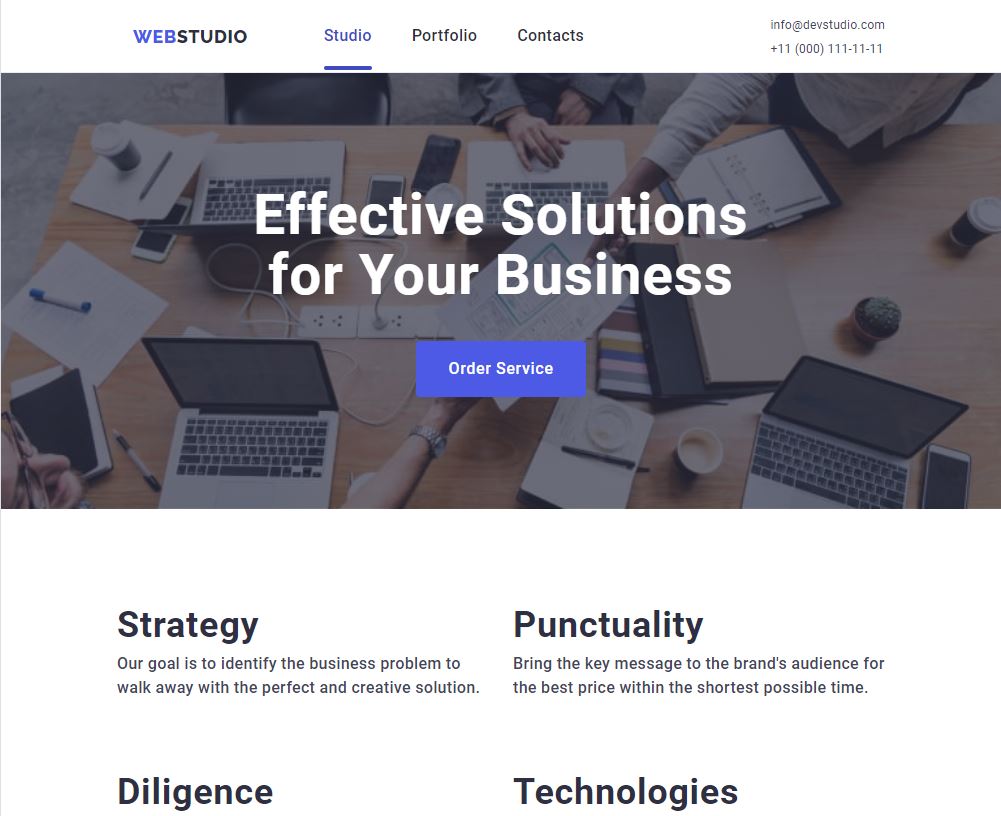 WEBSTUDIO
Studio
Portfolio
Contacts
info@devstudio.com
+11 (000) 111-11-11
Effective Solutions
for Your Business
Order Service
Strategy
Our goal is to identify the business problem to
walk away with the perfect and creative solution.
Punctuality
Bring the key message to the brand's audience for
the best price within the shortest possible time.
Diligence
Technologies